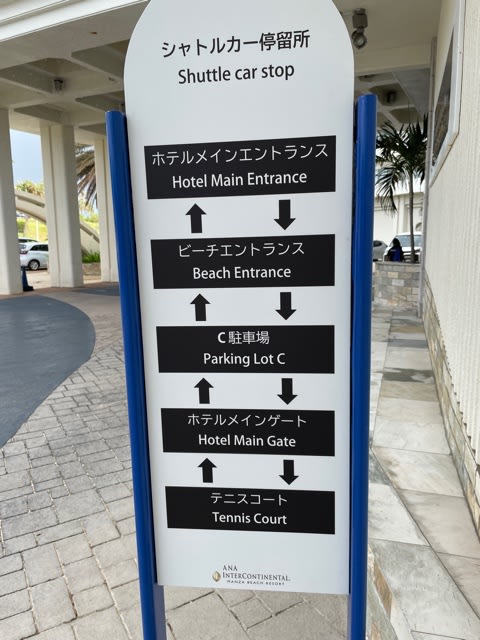 シャトルカー停留所
Shuttle car stop
ホテルメインエントランス
Hotel Main Entrance
ビーチエントランス
Beach Entrance
C 駐車場
Parking Lot C
ホテルメインゲート
Hotel Main Gate
テニスコート
Tennis Court
ANA
INTERCONTINENTAL
MANZA BEACH RESORT